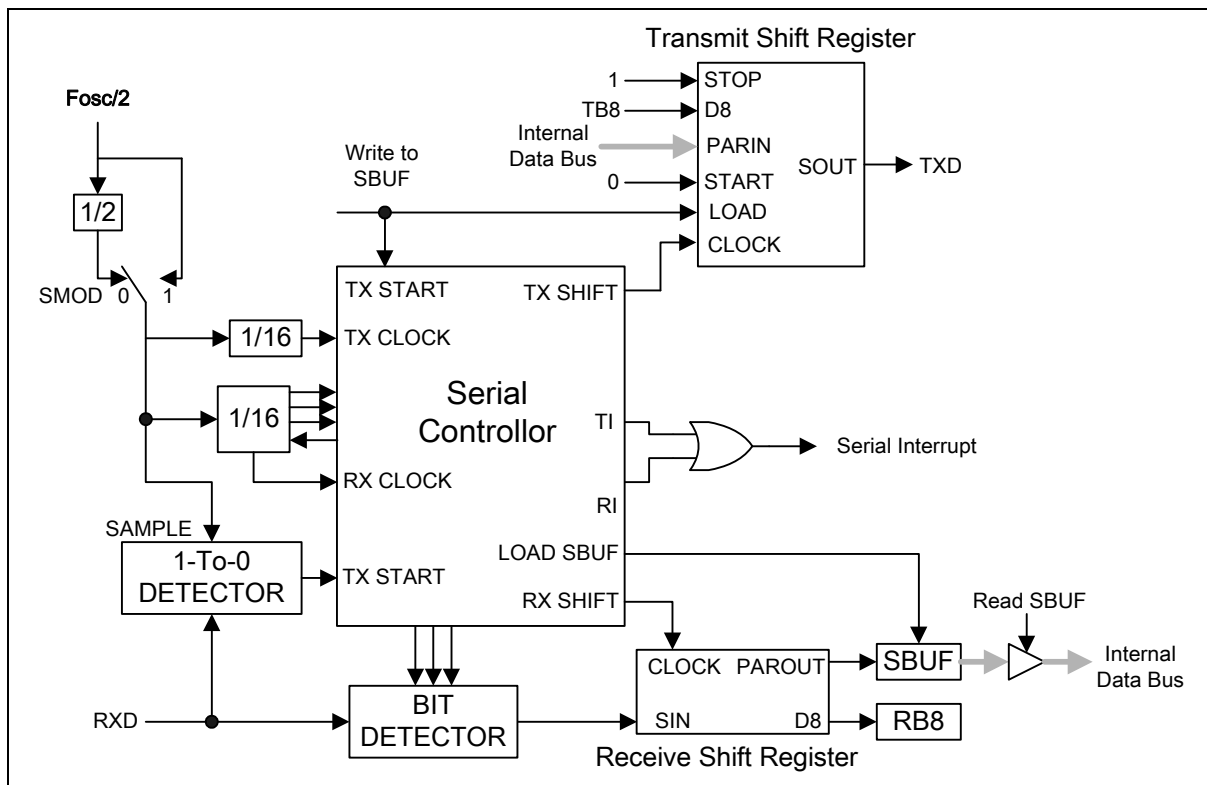 Transmit Shift Register
1
STOP
TB8
D8
Internal
Data Bus
PARIN
SOUT
TXD
0
START
LOAD
CLOCK
Fosc/2
1/2
SMOD 0 1
Write to
SBUF
TX START
TX SHIFT
1/16
TX CLOCK
1/16
Serial
Controllor
TI
Serial Interrupt
RX CLOCK
RI
SAMPLE
1-To-0
DETECTOR
TX START
LOAD SBUF
RX SHIFT
Read SBUF
CLOCK
PAROUT
SBUF
Internal
Data Bus
RXD
BIT
DETECTOR
SIN
D8
RB8
Receive Shift Register